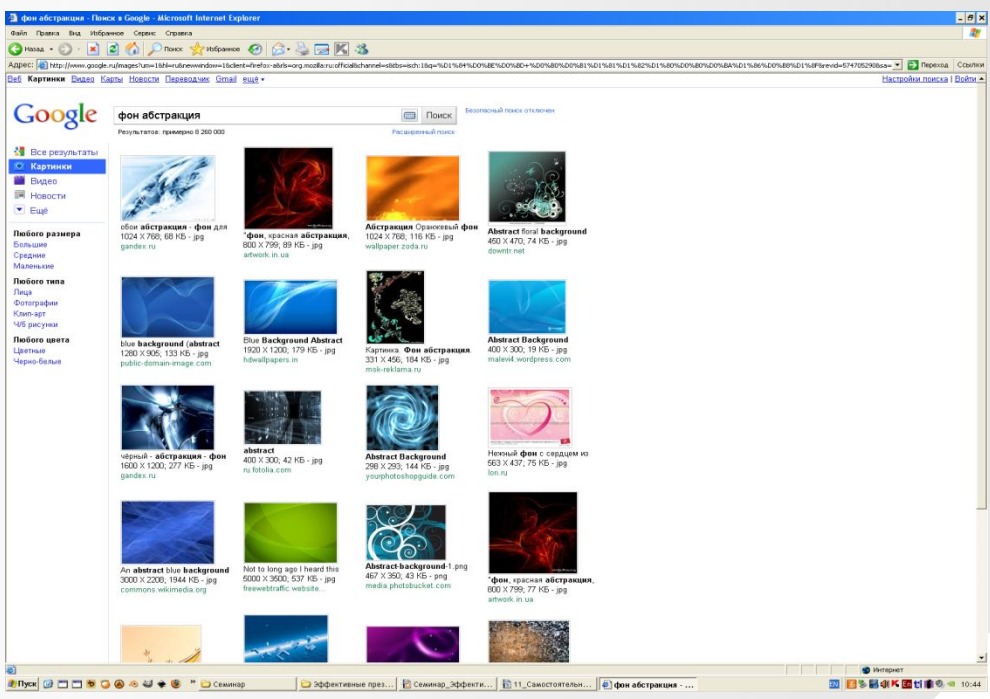 фон абстракция - Поиск в Google - Microsoft Internet Explorer
Файл Правка Вид Избранное Сервис Справка
Назад Поиск Избранное
Адрес: Переход Ссылки
Веб Картинки Видео Карты Новости Переводчик Gmail ещё
Настройки поиска | Войти
Google
фон абстракция
Поиск
Безопасный поиск отключен
Результатов: примерно 8 260 000
Расширенный поиск
Все результаты
Картинки
Видео
Новости
Ещё
Любого размера
Большие
Средние
Маленькие
Любого типа
Лица
Фотографии
Клип-арт
Ч/б рисунки
Любого цвета
Цветные
Черно-белые
обои абстракция - фон для
1024 X 768; 68 КБ - jpg
gandex.ru
"фон, красная абстракция,
800 X 799; 89 КБ - jpg
artwork.in.ua
Абстракция Оранжевый фон
1024 X 768; 116 КБ - jpg
wallpaper.zoda.ru
Abstract floral background
450 X 470; 74 КБ - jpg
downtr.net
blue background (abstract
1280 X 905; 133 КБ - jpg
public-domain-image.com
Blue Background Abstract
1920 X 1200; 179 КБ - jpg
hdwallpapers.in
Картинка. Фон абстракция.
331 X 456; 184 КБ - jpg
msk-reklama.ru
Abstract Background
400 X 300; 19 КБ - jpg
malevi4.wordpress.com
чёрный - абстракция - фон
1600 X 1200; 277 КБ - jpg
gandex.ru
abstract
400 X 300; 42 КБ - jpg
ru.fotolia.com
Abstract Background
298 X 293; 144 КБ - jpg
yourphotoshopguide.com
Нежный фон с сердцем из
563 X 437; 75 КБ - jpg
lori.ru
An abstract blue background
3000 X 2208; 1944 КБ - jpg
commons.wikimedia.org
Not to long ago I heard this
5000 X 3500; 537 КБ - jpg
freewebtraffic.website...
Abstract-background-1.png
467 X 350; 43 КБ - png
media.photobucket.com
"фон, красная абстракция,
800 X 799; 77 КБ - jpg
artwork.in.ua
Интернет
Пуск Семинар Эффективные през... Семинар_Эффекти... 11_Самостоятельн... фон абстракция - ... EN 10:44